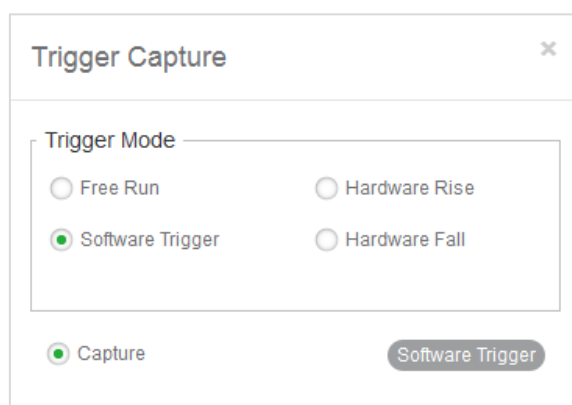 Trigger Capture
Trigger Mode
Free Run Hardware Rise
Software Trigger Hardware Fall
Capture Software Trigger